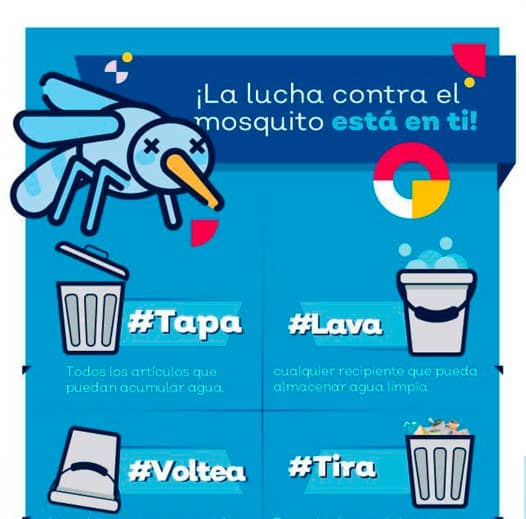 ¡La lucha contra el
mosquito está en ti!
#Tapa
Todos los artículos que
puedan acumular agua.
#Lava
cualquier recipiente que pueda
almacenar agua limpia
#Voltea
#Tira